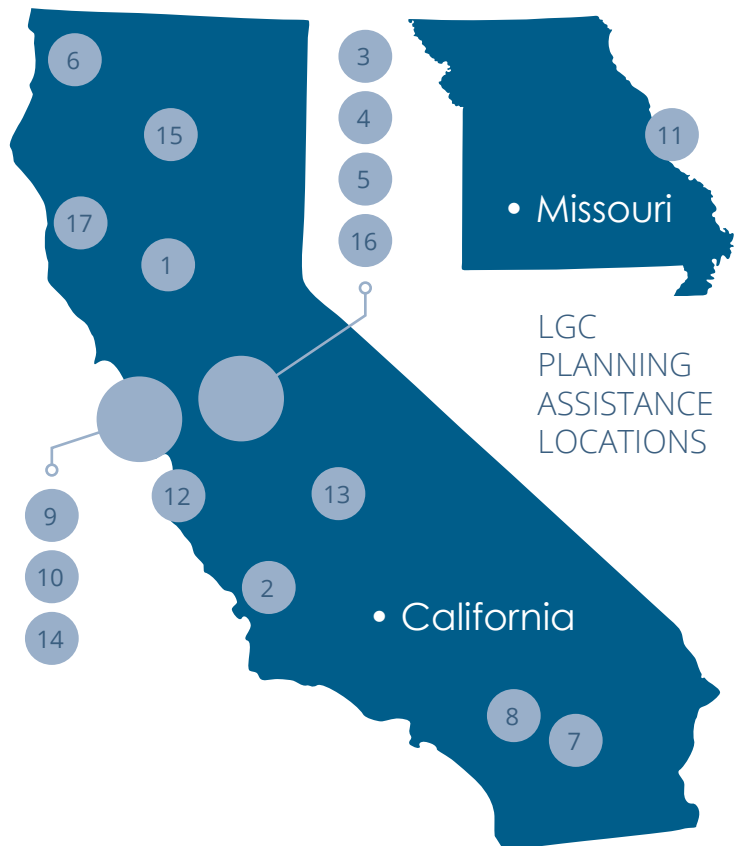 6
15
17
1
3
4
5
16
11
• Missouri
LGC
PLANNING
ASSISTANCE
LOCATIONS
9
10
14
12
13
2
• California
8
7